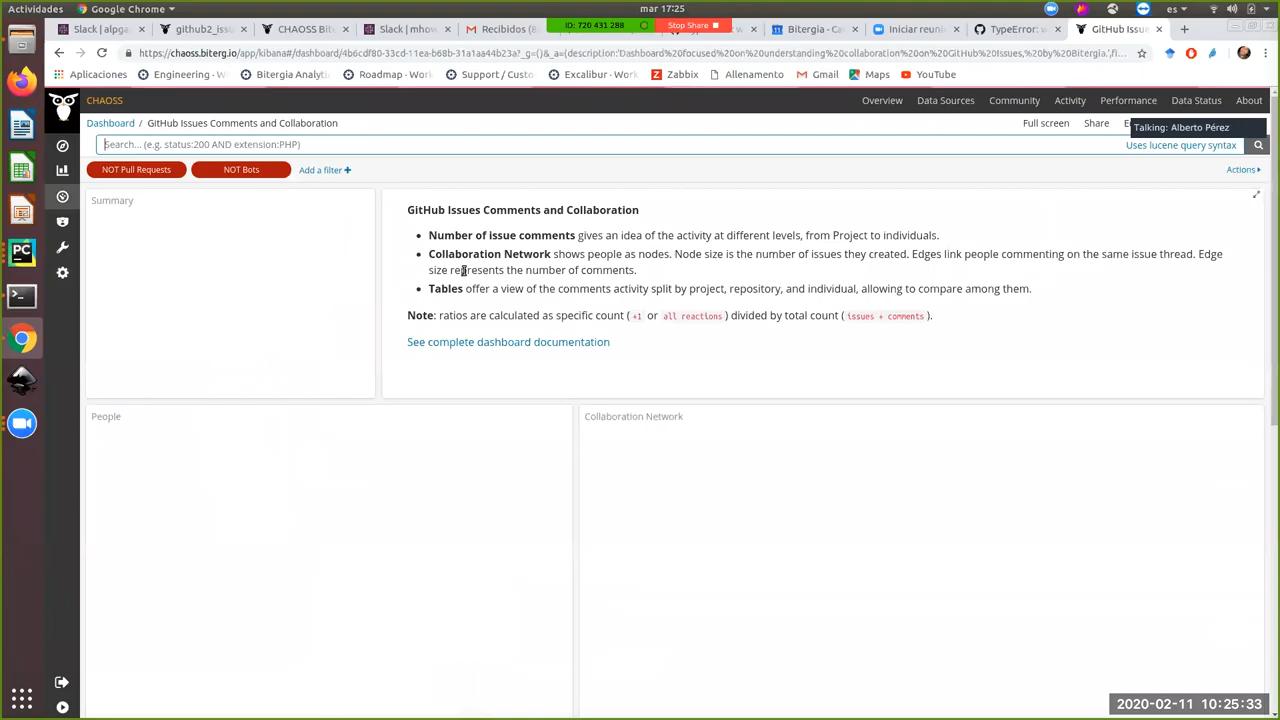 Actividades
Google Chrome
mar 17:25
es
Slack | alpga
github2_issu
CHAOSS Bite
Slack | hub
Recibidos (
ID: 720 431 288
Stop Share
Bitergia - Ca
Iniciar reuni
TypeError: v
GitHub Issue
https://chaoss.biterg.io/app/kibana#/dashboard/4b6cdf80-33cd-11ea-b68b-31a1aa44b23a?_g=()&_a=(description:'Dashboard%20focused%20on%20understanding%20collaboration%20on%20GitHub%20Issues,%20by%20Bitergia.',fi...
Aplicaciones
Engineering - W
Bitergia Analyti
Roadmap - Work
Support / Custo
Excalibur - Work
Zabbix
Allenamento
Gmail
Maps
YouTube
CHAOSS
Overview
Data Sources
Community
Activity
Performance
Data Status
About
Dashboard / GitHub Issues Comments and Collaboration
Full screen
Share
Talking: Alberto Pérez
Search... (e.g. status:200 AND extension:PHP)
Uses lucene query syntax
NOT Pull Requests
NOT Bots
Add a filter +
Actions
Summary
GitHub Issues Comments and Collaboration
• Number of issue comments gives an idea of the activity at different levels, from Project to individuals.
• Collaboration Network shows people as nodes. Node size is the number of issues they created. Edges link people commenting on the same issue thread. Edge
size represents the number of comments.
• Tables offer a view of the comments activity split by project, repository, and individual, allowing to compare among them.
Note: ratios are calculated as specific count ( +1 or all reactions ) divided by total count ( issues + comments ).
See complete dashboard documentation
People
Collaboration Network
2020-02-11 10:25:33